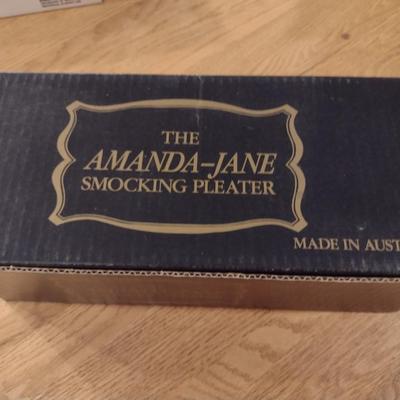 THE
AMANDA-JANE
SMOCKING PLEATER
MADE IN AUST